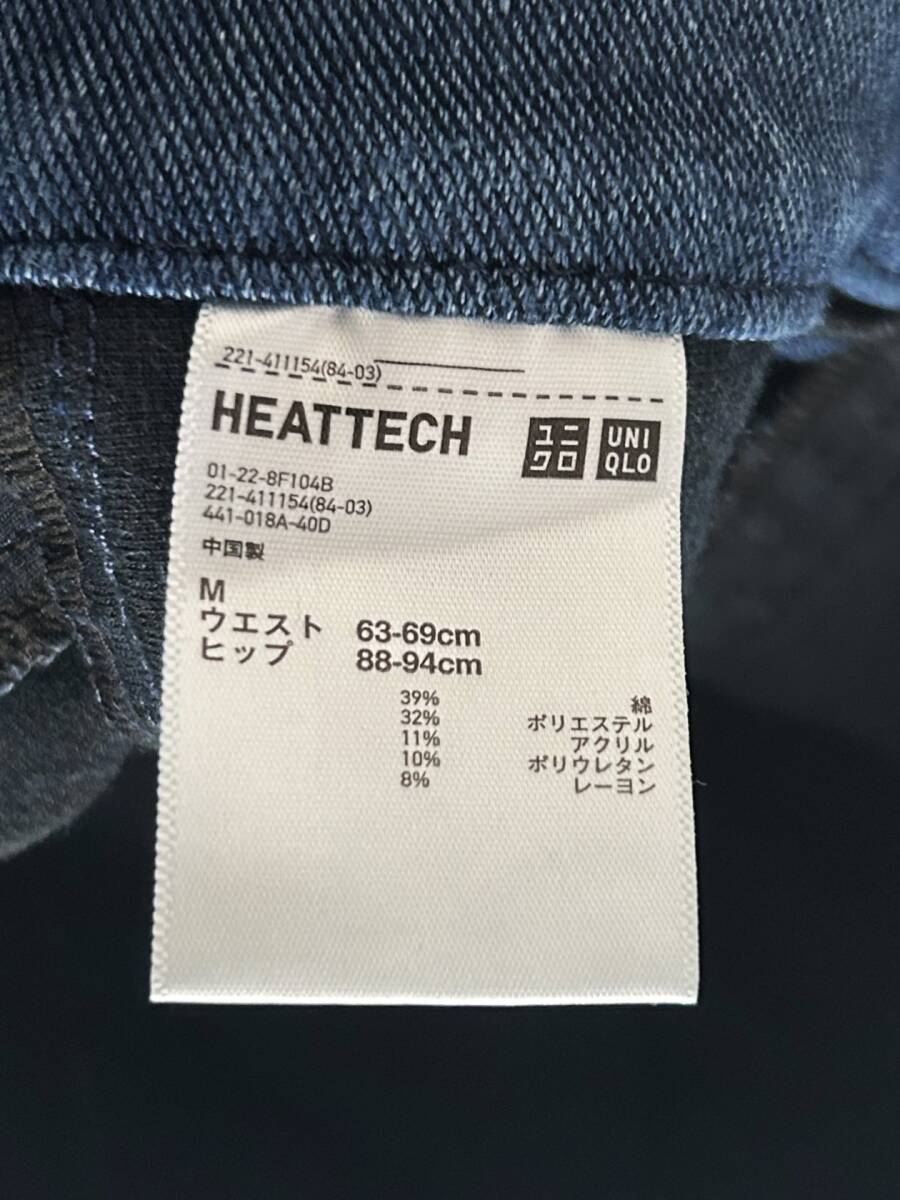 221-411154(84-03)
HEATTECH
ユニ
クロ
UNI
QLO
01-22-8F104B
221-411154(84-03)
441-018A-40D
中国製
M
ウエスト 63-69cm
ヒップ 88-94cm
39% 綿
32% ポリエステル
11% アクリル
10% ポリウレタン
8% レーヨン